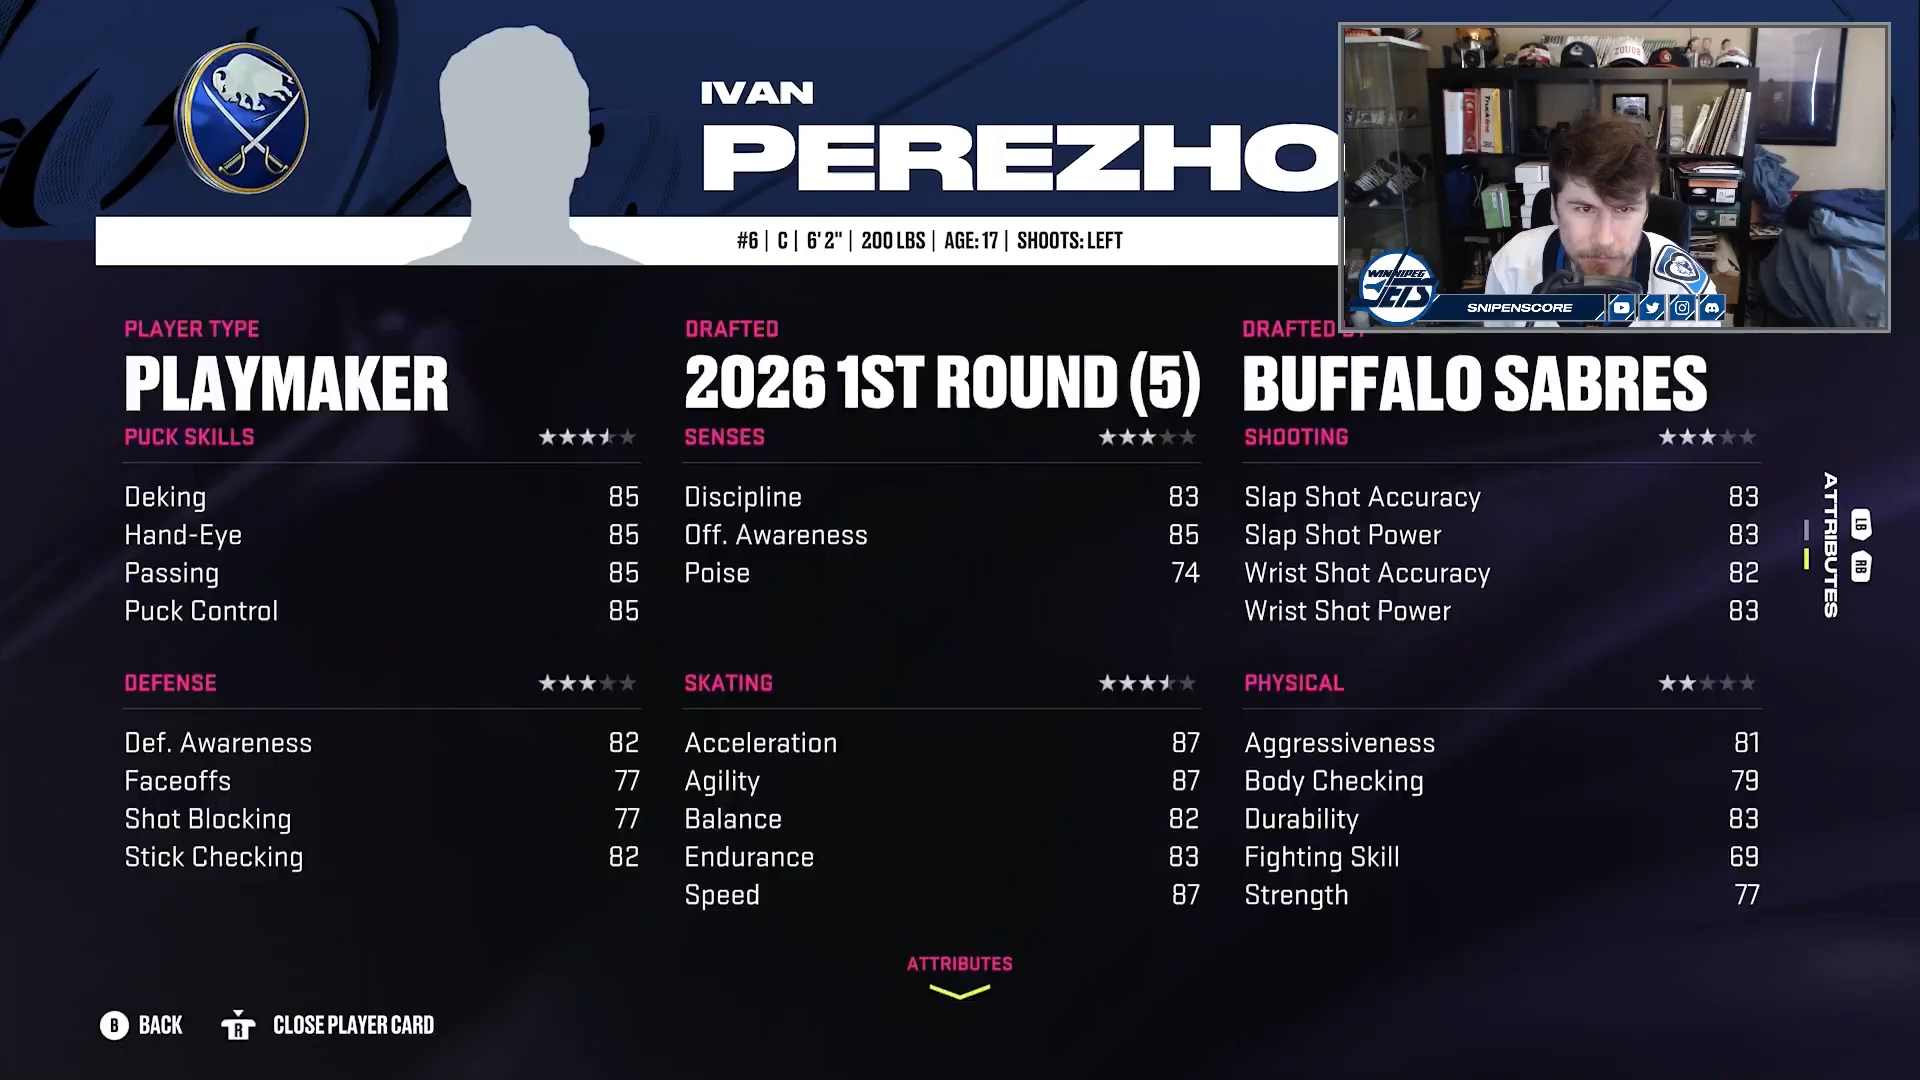 IVAN
PEREZHO
#6 | C | 6' 2" | 200 LBS | AGE: 17 | SHOOTS: LEFT
WINNIPEG
JETS
SNIPENSCORE
PLAYER TYPE
PLAYMAKER
DRAFTED
2026 1ST ROUND (5)
DRAFTED BY
BUFFALO SABRES
PUCK SKILLS
Deking 85
Hand-Eye 85
Passing 85
Puck Control 85
SENSES
Discipline 83
Off. Awareness 85
Poise 74
SHOOTING
Slap Shot Accuracy 83
Slap Shot Power 83
Wrist Shot Accuracy 82
Wrist Shot Power 83
DEFENSE
Def. Awareness 82
Faceoffs 77
Shot Blocking 77
Stick Checking 82
SKATING
Acceleration 87
Agility 87
Balance 82
Endurance 83
Speed 87
PHYSICAL
Aggressiveness 81
Body Checking 79
Durability 83
Fighting Skill 69
Strength 77
ATTRIBUTES
LB
RB
ATTRIBUTES
B BACK
R CLOSE PLAYER CARD